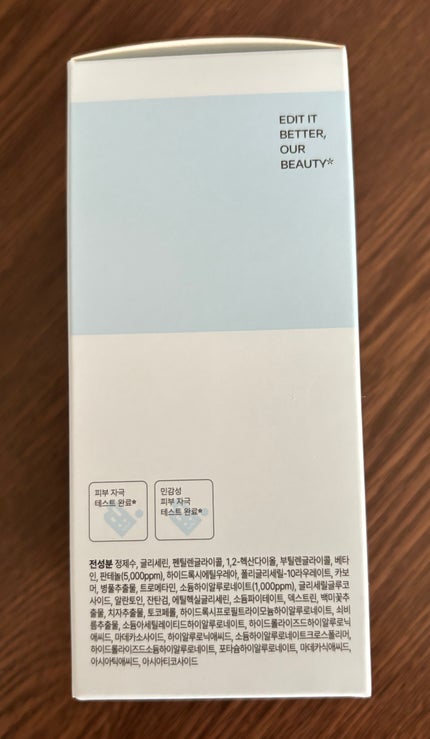 EDIT IT
BETTER,
OUR
BEAUTY*
피부 자극
테스트 완료*
민감성
피부 자극
테스트 완료*
전성분 정제수, 글리세린, 펜틸렌글라이콜, 1,2-헥산다이올, 부틸렌글라이콜, 베타
인, 판테놀(5,000ppm), 하이드록시에틸우레아, 폴리글리세릴-10라우레이트, 카보
머, 병풀추출물, 트로메타민, 소듐하이알루로네이트(1,000ppm), 글리세릴글루코
사이드, 알란토인, 잔탄검, 에틸헥실글리세린, 소듐파이테이트, 덱스트린, 백미꽃추
출물, 치자추출물, 토코페롤, 하이드록시프로필트라이모늄하이알루로네이트, 쇠비
름추출물, 소듐아세틸레이티드하이알루로네이트, 하이드롤라이즈드하이알루로닉
애씨드, 마데카소사이드, 하이알루로닉애씨드, 소듐하이알루로네이트크로스폴리머,
하이드롤라이즈드소듐하이알루로네이트, 포타슘하이알루로네이트, 마데카식애씨드,
아시아틱애씨드, 아시아티코사이드